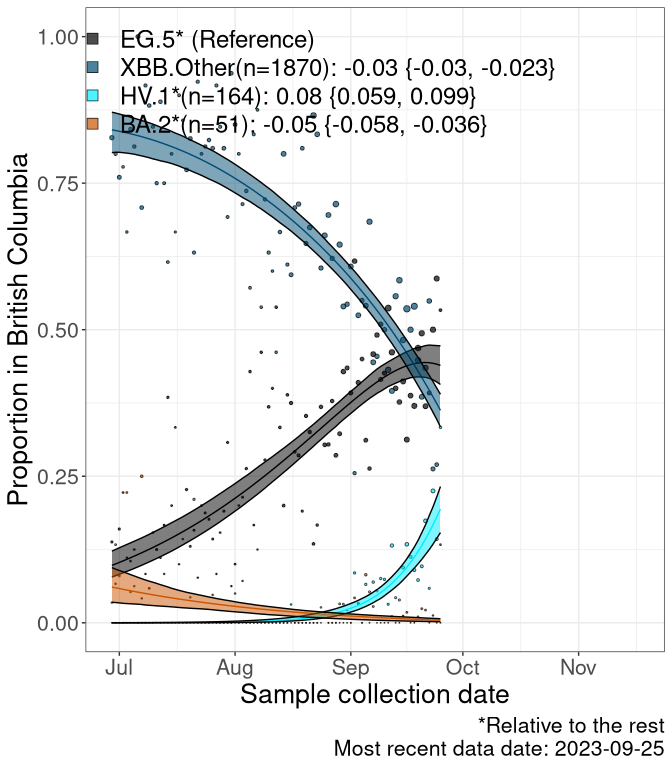 1.00
EG.5* (Reference)
XBB.Other(n=1870): -0.03 {-0.03, -0.023}
HV.1*(n=164): 0.08 {0.059, 0.099}
BA.2*(n=51): -0.05 {-0.058, -0.036}
0.75
0.50
0.25
0.00
Proportion in British Columbia
Jul Aug Sep Oct Nov
Sample collection date
*Relative to the rest
Most recent data date: 2023-09-25